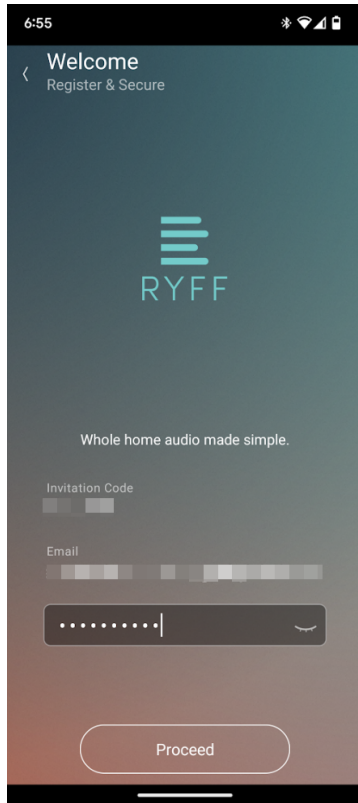 6:55
Welcome
Register & Secure
RYFF
Whole home audio made simple.
Invitation Code
Email
Proceed